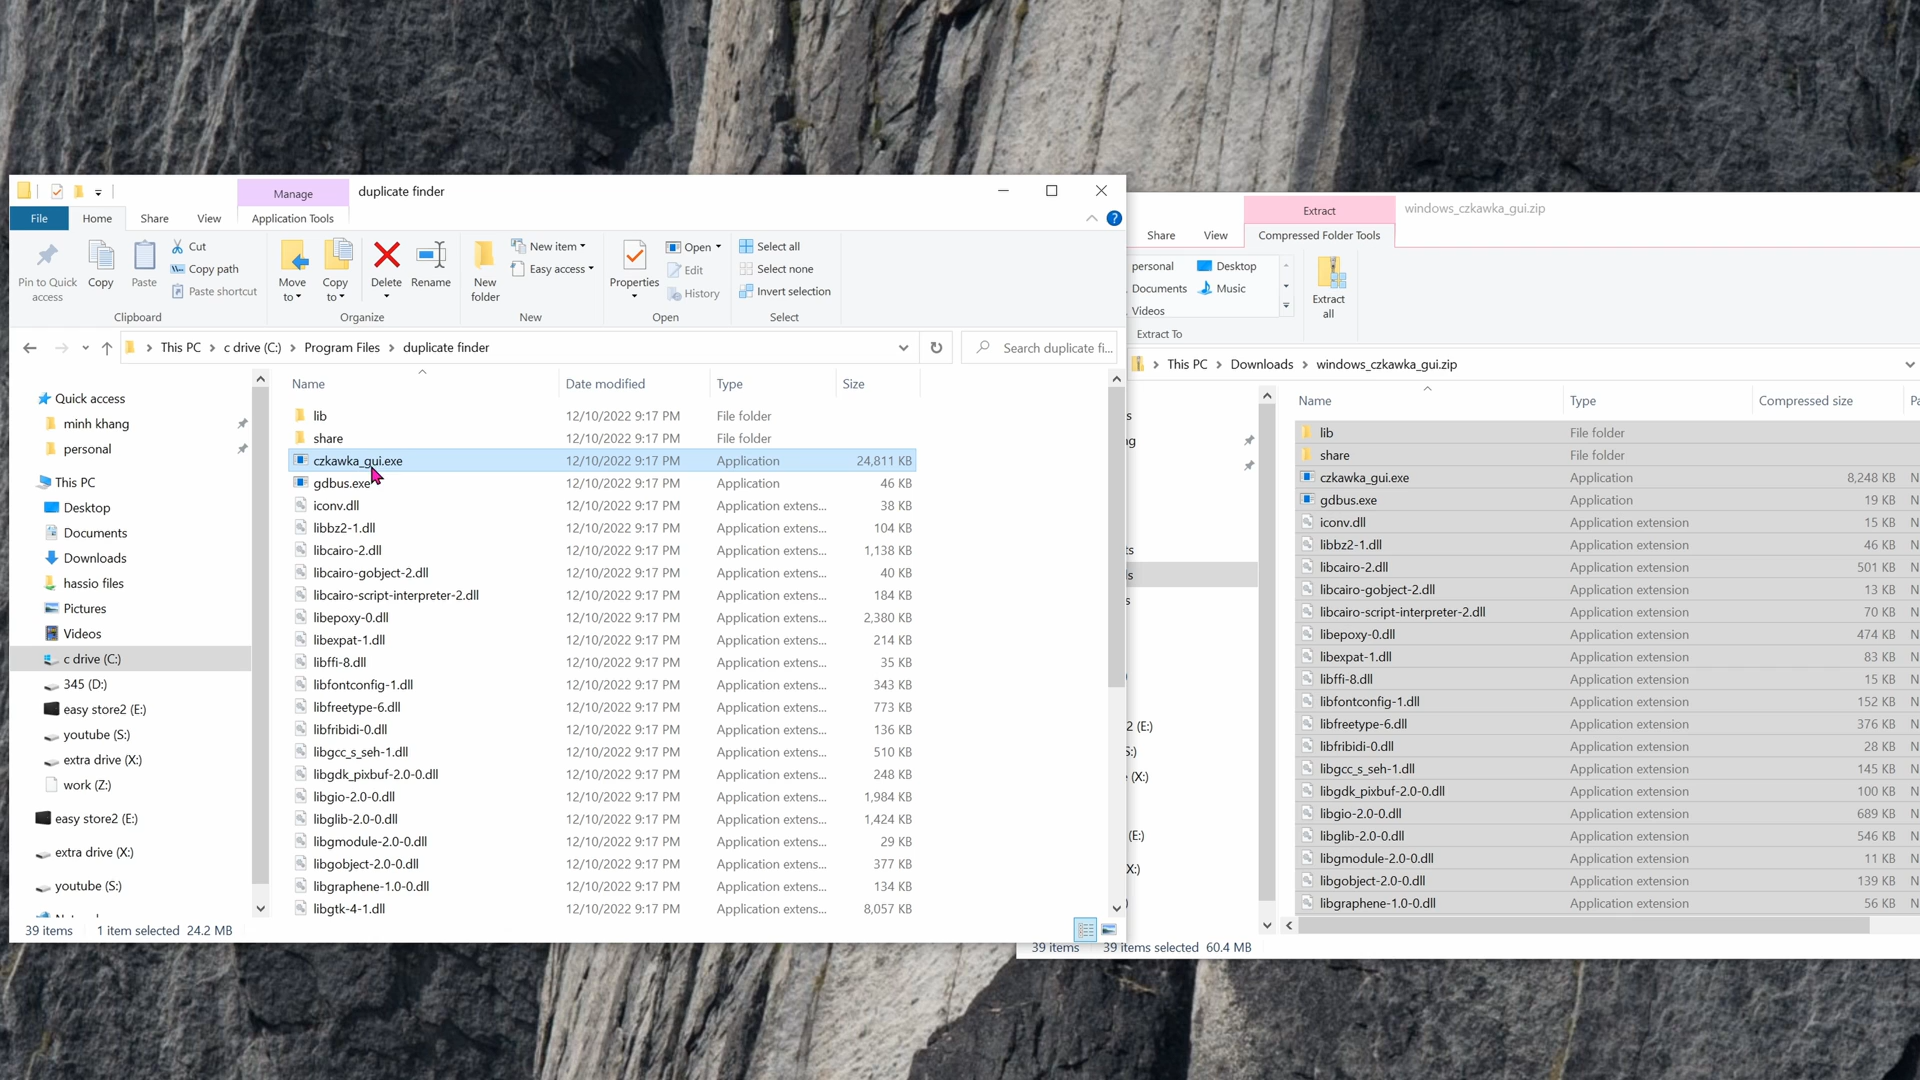 Manage
duplicate finder
File
Home
Share
View
Application Tools
Pin to Quick access
Copy
Paste
Cut
Copy path
Paste shortcut
Clipboard
Move to
Copy to
Delete
Rename
Organize
New folder
New item
Easy access
New
Properties
Open
Edit
History
Open
Select all
Select none
Invert selection
Select
This PC
c drive (C:)
Program Files
duplicate finder
Search duplicate fi...
Quick access
minh khang
personal
This PC
Desktop
Documents
Downloads
hassio files
Pictures
Videos
c drive (C:)
345 (D:)
easy store2 (E:)
youtube (S:)
extra drive (X:)
work (Z:)
easy store2 (E:)
extra drive (X:)
youtube (S:)
Name Date modified Type Size
lib 12/10/2022 9:17 PM File folder
share 12/10/2022 9:17 PM File folder
czkawka_gui.exe 12/10/2022 9:17 PM Application 24,811 KB
gdbus.exe 12/10/2022 9:17 PM Application 46 KB
iconv.dll 12/10/2022 9:17 PM Application extens... 38 KB
libbz2-1.dll 12/10/2022 9:17 PM Application extens... 104 KB
libcairo-2.dll 12/10/2022 9:17 PM Application extens... 1,138 KB
libcairo-gobject-2.dll 12/10/2022 9:17 PM Application extens... 40 KB
libcairo-script-interpreter-2.dll 12/10/2022 9:17 PM Application extens... 184 KB
libepoxy-0.dll 12/10/2022 9:17 PM Application extens... 2,380 KB
libexpat-1.dll 12/10/2022 9:17 PM Application extens... 214 KB
libffi-8.dll 12/10/2022 9:17 PM Application extens... 35 KB
libfontconfig-1.dll 12/10/2022 9:17 PM Application extens... 343 KB
libfreetype-6.dll 12/10/2022 9:17 PM Application extens... 773 KB
libfribidi-0.dll 12/10/2022 9:17 PM Application extens... 136 KB
libgcc_s_seh-1.dll 12/10/2022 9:17 PM Application extens... 510 KB
libgdk_pixbuf-2.0-0.dll 12/10/2022 9:17 PM Application extens... 248 KB
libgio-2.0-0.dll 12/10/2022 9:17 PM Application extens... 1,984 KB
libglib-2.0-0.dll 12/10/2022 9:17 PM Application extens... 1,424 KB
libgmodule-2.0-0.dll 12/10/2022 9:17 PM Application extens... 29 KB
libgobject-2.0-0.dll 12/10/2022 9:17 PM Application extens... 377 KB
libgraphene-1.0-0.dll 12/10/2022 9:17 PM Application extens... 134 KB
libgtk-4-1.dll 12/10/2022 9:17 PM Application extens... 8,057 KB
39 items 1 item selected 24.2 MB
Extract
windows_czkawka_gui.zip
Share
View
Compressed Folder Tools
personal
Desktop
Documents
Music
Videos
Extract To
Extract all
This PC
Downloads
windows_czkawka_gui.zip
2 (E:)
S:)
(X:)
(E:)
X:)
Name Type Compressed size
lib File folder
share File folder
czkawka_gui.exe Application 8,248 KB N
gdbus.exe Application 19 KB N
iconv.dll Application extension 15 KB N
libbz2-1.dll Application extension 46 KB N
libcairo-2.dll Application extension 501 KB N
libcairo-gobject-2.dll Application extension 13 KB N
libcairo-script-interpreter-2.dll Application extension 70 KB N
libepoxy-0.dll Application extension 474 KB N
libexpat-1.dll Application extension 83 KB N
libffi-8.dll Application extension 15 KB N
libfontconfig-1.dll Application extension 152 KB N
libfreetype-6.dll Application extension 376 KB N
libfribidi-0.dll Application extension 28 KB N
libgcc_s_seh-1.dll Application extension 145 KB N
libgdk_pixbuf-2.0-0.dll Application extension 100 KB N
libgio-2.0-0.dll Application extension 689 KB N
libglib-2.0-0.dll Application extension 546 KB N
libgmodule-2.0-0.dll Application extension 11 KB N
libgobject-2.0-0.dll Application extension 139 KB N
libgraphene-1.0-0.dll Application extension 56 KB N
39 items 39 items selected 60.4 MB